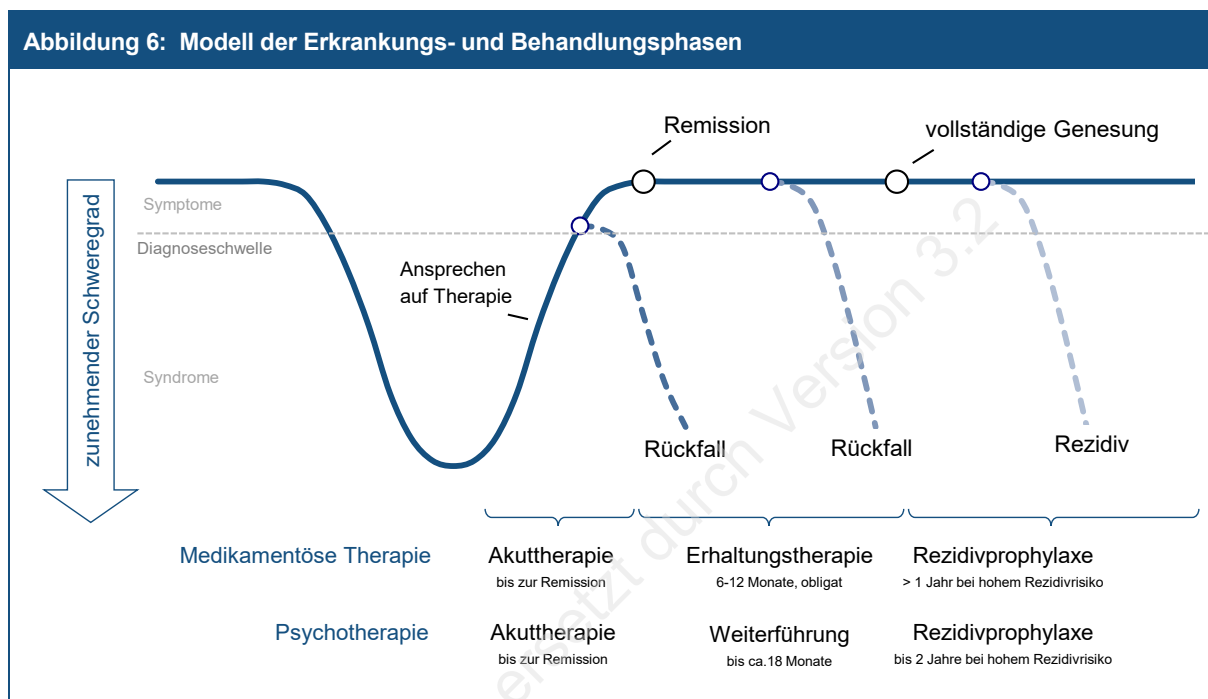 Abbildung 6: Modell der Erkrankungs- und Behandlungsphasen
Remission
vollständige Genesung
Symptome
Diagnoseschwelle
Ansprechen
auf Therapie
zunehmender Schweregrad
Syndrome
Rückfall
Rückfall
Rezidiv
Medikamentöse Therapie
Akuttherapie
bis zur Remission
Erhaltungstherapie
6-12 Monate, obligat
Rezidivprophylaxe
> 1 Jahr bei hohem Rezidivrisiko
Psychotherapie
Akuttherapie
bis zur Remission
Weiterführung
bis ca.18 Monate
Rezidivprophylaxe
bis 2 Jahre bei hohem Rezidivrisiko
ersetzt durch Version 3.2